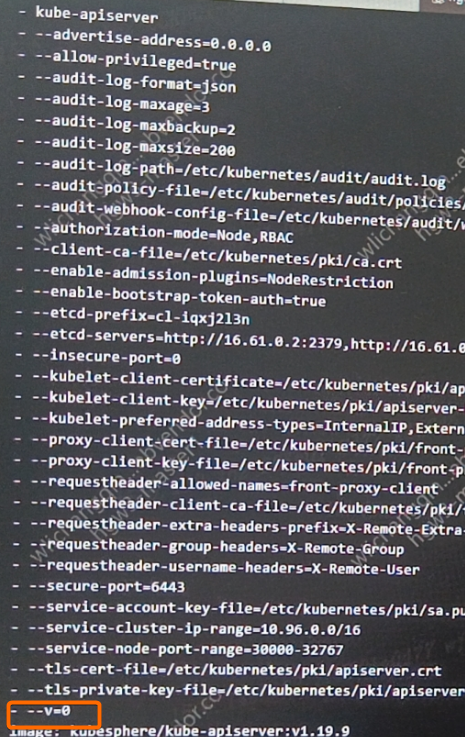 - kube-apiserver
- --advertise-address=0.0.0.0
- --allow-privileged=true
- --audit-log-format=json
- --audit-log-maxage=3
- --audit-log-maxbackup=2
- --audit-log-maxsize=200
- --audit-log-path=/etc/kubernetes/audit/audit.log
- --audit-policy-file=/etc/kubernetes/audit/policies/
- --audit-webhook-config-file=/etc/kubernetes/audit/w
- --authorization-mode=Node,RBAC
- --client-ca-file=/etc/kubernetes/pki/ca.crt
- --enable-admission-plugins=NodeRestriction
- --enable-bootstrap-token-auth=true
- --etcd-prefix=cl-iqxj2l3n
- --etcd-servers=http://16.61.0.2:2379,http://16.61.0
- --insecure-port=0
- --kubelet-client-certificate=/etc/kubernetes/pki/ap
- --kubelet-client-key=/etc/kubernetes/pki/apiserver-
- --kubelet-preferred-address-types=InternalIP,Extern
- --proxy-client-cert-file=/etc/kubernetes/pki/front-
- --proxy-client-key-file=/etc/kubernetes/pki/front-p
- --requestheader-allowed-names=front-proxy-client
- --requestheader-client-ca-file=/etc/kubernetes/pki/
- --requestheader-extra-headers-prefix=X-Remote-Extra-
- --requestheader-group-headers=X-Remote-Group
- --requestheader-username-headers=X-Remote-User
- --secure-port=6443
- --service-account-key-file=/etc/kubernetes/pki/sa.pu
- --service-cluster-ip-range=10.96.0.0/16
- --service-node-port-range=30000-32767
- --tls-cert-file=/etc/kubernetes/pki/apiserver.crt
- --tls-private-key-file=/etc/kubernetes/pki/apiserver
- --v=0
image: kubesphere/kube-apiserver:v1.19.9